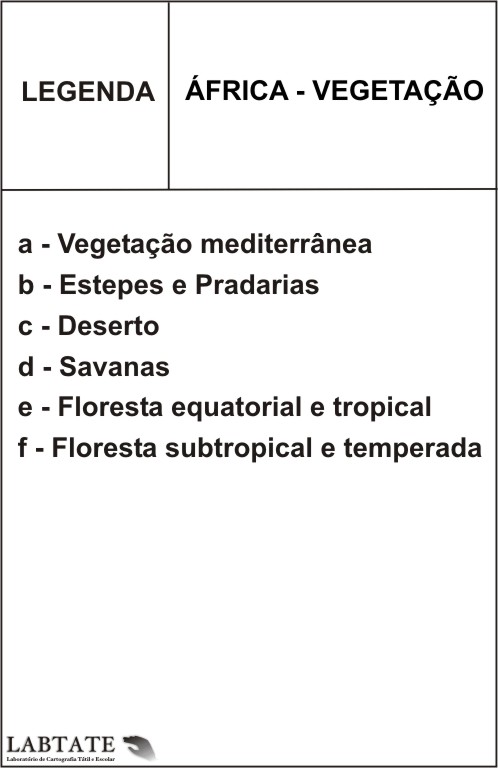 LEGENDA
ÁFRICA - VEGETAÇÃO
a - Vegetação mediterrânea
b - Estepes e Pradarias
c - Deserto
d - Savanas
e - Floresta equatorial e tropical
f - Floresta subtropical e temperada
LABTATE
Laboratório de Cartografia Tátil e Escolar